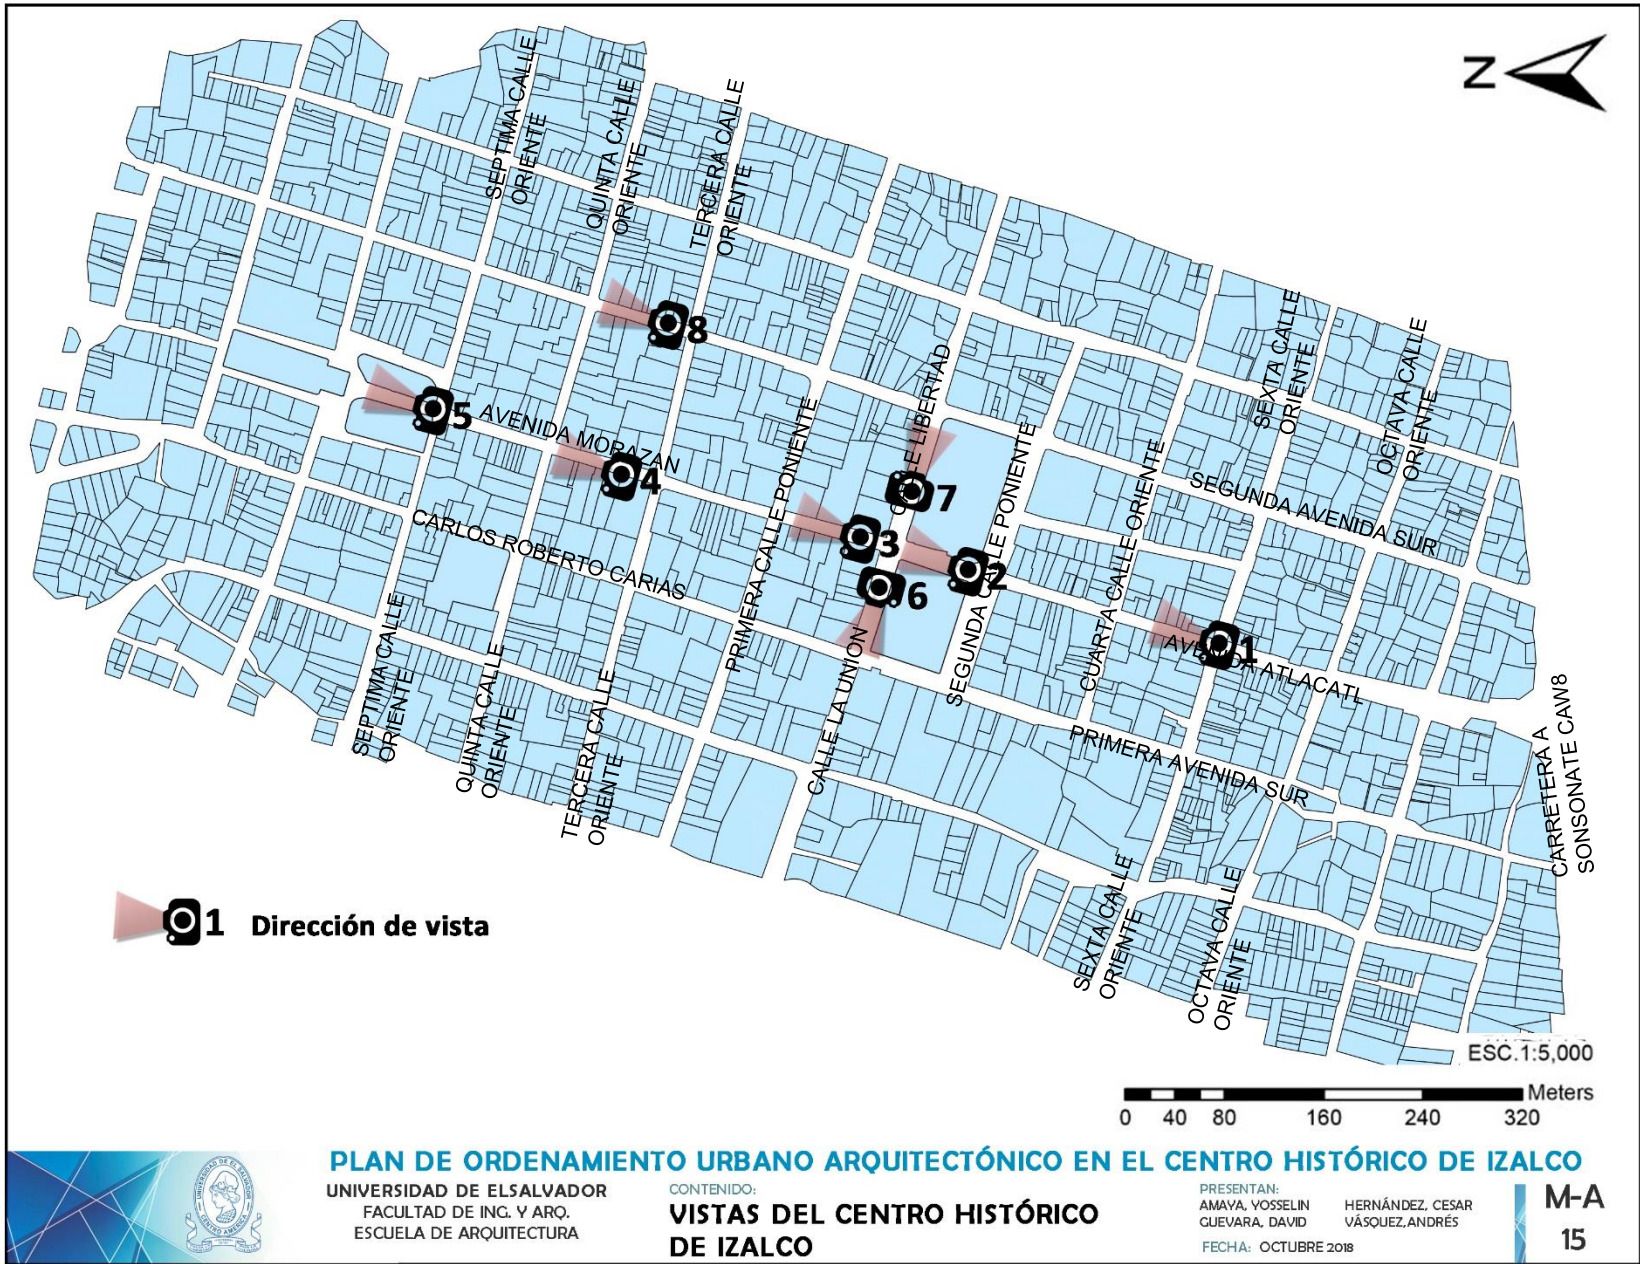 Z
SEPTIMA CALLE
ORIENTE
QUINTA CALLE
ORIENTE
TERCERA CALLE
ORIENTE
SEXTA CALLE
ORIENTE
OCTAVA CALLE
ORIENTE
8
5
AVENIDA MORAZAN
4
CALLE LIBERTAD
7
3
2
6
1
PRIMERA CALLE PONIENTE
SEGUNDA CALLE PONIENTE
CUARTA CALLE ORIENTE
SEGUNDA AVENIDA SUR
CARLOS ROBERTO CARIAS
AVENIDA ATLACATL
CALLE LA UNION
PRIMERA AVENIDA SUR
CARRETERA A
SONSONATE CAW8
SEPTIMA CALLE
ORIENTE
QUINTA CALLE
ORIENTE
TERCERA CALLE
ORIENTE
SEXTA CALLE
ORIENTE
OCTAVA CALLE
ORIENTE
1 Dirección de vista
ESC.1:5,000
Meters
0 40 80 160 240 320
PLAN DE ORDENAMIENTO URBANO ARQUITECTÓNICO EN EL CENTRO HISTÓRICO DE IZALCO
UNIVERSIDAD DE ELSALVADOR
FACULTAD DE ING. Y ARQ.
ESCUELA DE ARQUITECTURA
CONTENIDO:
VISTAS DEL CENTRO HISTÓRICO
DE IZALCO
PRESENTAN:
AMAYA, YOSSELIN HERNÁNDEZ, CESAR
GUEVARA, DAVID VÁSQUEZ,ANDRÉS
FECHA: OCTUBRE 2018
M-A
15